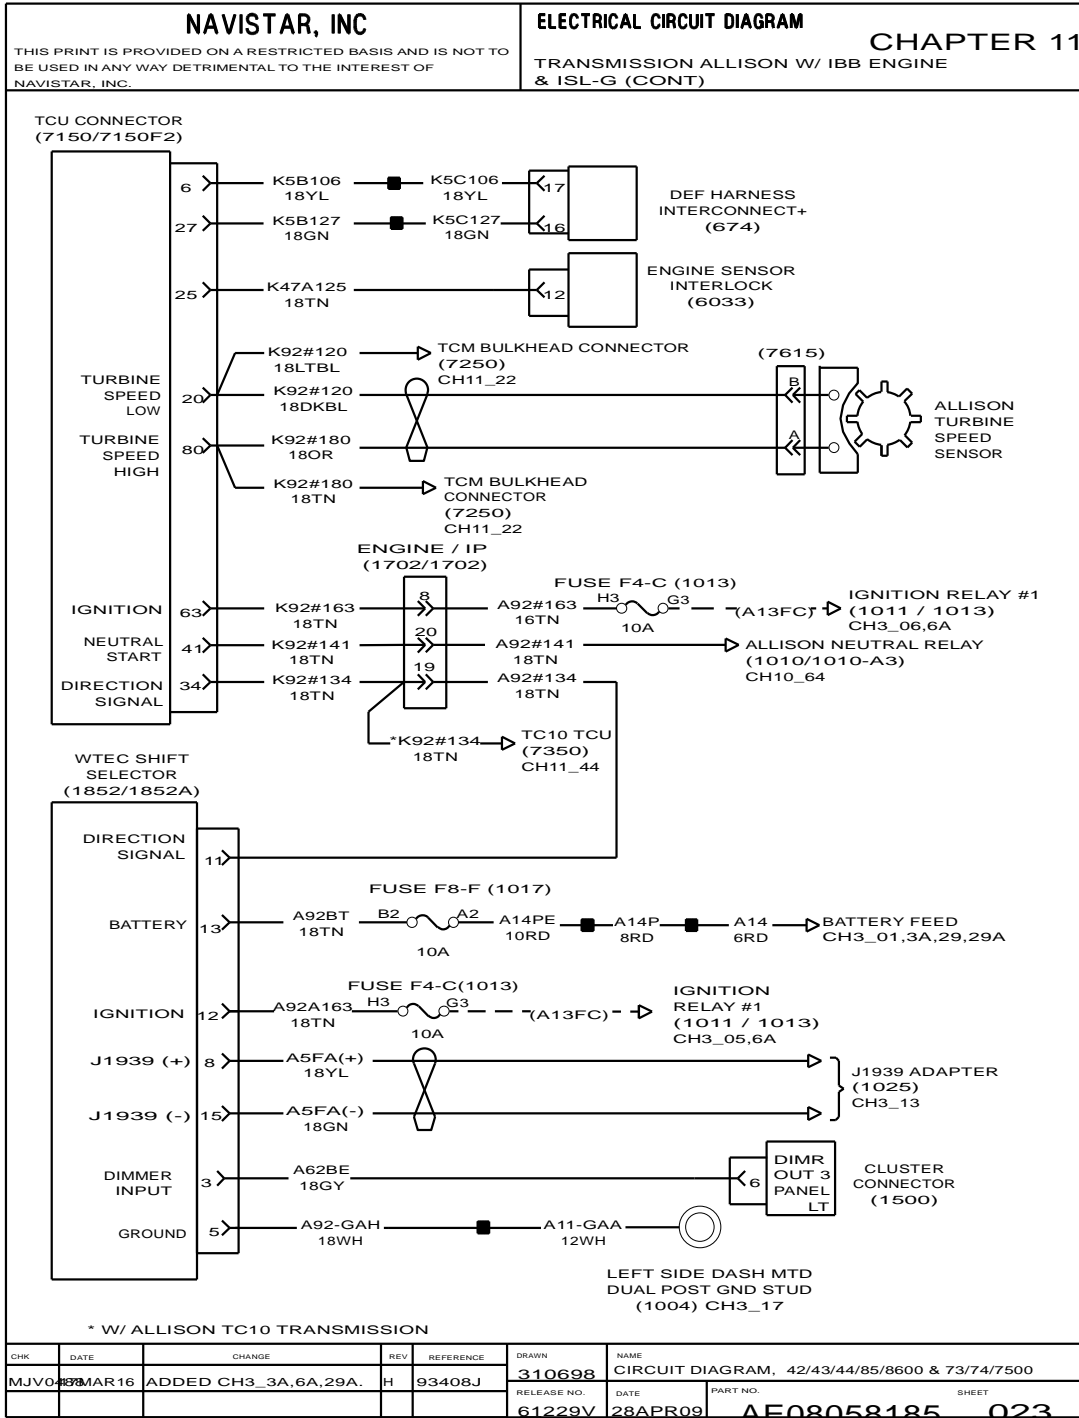 NAVISTAR, INC
THIS PRINT IS PROVIDED ON A RESTRICTED BASIS AND IS NOT TO
BE USED IN ANY WAY DETRIMENTAL TO THE INTEREST OF
NAVISTAR, INC.
ELECTRICAL CIRCUIT DIAGRAM
CHAPTER 11
TRANSMISSION ALLISON W/ IBB ENGINE
& ISL-G (CONT)
TCU CONNECTOR
(7150/7150F2)
6
K5B106
18YL
K5C106
18YL
17
27
K5B127
18GN
K5C127
18GN
16
DEF HARNESS
INTERCONNECT+
(674)
25
K47A125
18TN
12
ENGINE SENSOR
INTERLOCK
(6033)
K92#120
18LTBL
TCM BULKHEAD CONNECTOR
(7250)
CH11_22
(7615)
TURBINE
SPEED
LOW
20
K92#120
18DKBL
B
TURBINE
SPEED
HIGH
80
K92#180
18OR
A
ALLISON
TURBINE
SPEED
SENSOR
K92#180
18TN
TCM BULKHEAD
CONNECTOR
(7250)
CH11_22
ENGINE / IP
(1702/1702)
FUSE F4-C (1013)
IGNITION
63
K92#163
18TN
8
A92#163
16TN
H3
G3
10A
(A13FC)
IGNITION RELAY #1
(1011 / 1013)
CH3_06,6A
NEUTRAL
START
41
K92#141
18TN
20
A92#141
18TN
ALLISON NEUTRAL RELAY
(1010/1010-A3)
CH10_64
DIRECTION
SIGNAL
34
K92#134
18TN
19
A92#134
18TN
*K92#134
18TN
TC10 TCU
(7350)
CH11_44
WTEC SHIFT
SELECTOR
(1852/1852A)
DIRECTION
SIGNAL
11
FUSE F8-F (1017)
BATTERY
13
A92BT
18TN
B2
A2
10A
A14PE
10RD
A14P
8RD
A14
6RD
BATTERY FEED
CH3_01,3A,29,29A
FUSE F4-C(1013)
IGNITION
12
A92A163
18TN
H3
G3
10A
(A13FC)
IGNITION
RELAY #1
(1011 / 1013)
CH3_05,6A
J1939 (+)
8
A5FA(+)
18YL
J1939 (-)
15
A5FA(-)
18GN
J1939 ADAPTER
(1025)
CH3_13
DIMMER
INPUT
3
A62BE
18GY
6
DIMR
OUT 3
PANEL
LT
CLUSTER
CONNECTOR
(1500)
GROUND
5
A92-GAH
18WH
A11-GAA
12WH
LEFT SIDE DASH MTD
DUAL POST GND STUD
(1004) CH3_17
* W/ ALLISON TC10 TRANSMISSION
CHK
DATE
CHANGE
REV
REFERENCE
ADDED CH3_3A,6A,29A.
H
93408J
DRAWN
310698
NAME
CIRCUIT DIAGRAM, 42/43/44/85/8600 & 73/74/7500
RELEASE NO.
61229V
DATE
28APR09
PART NO.
AE08058185
SHEET
023